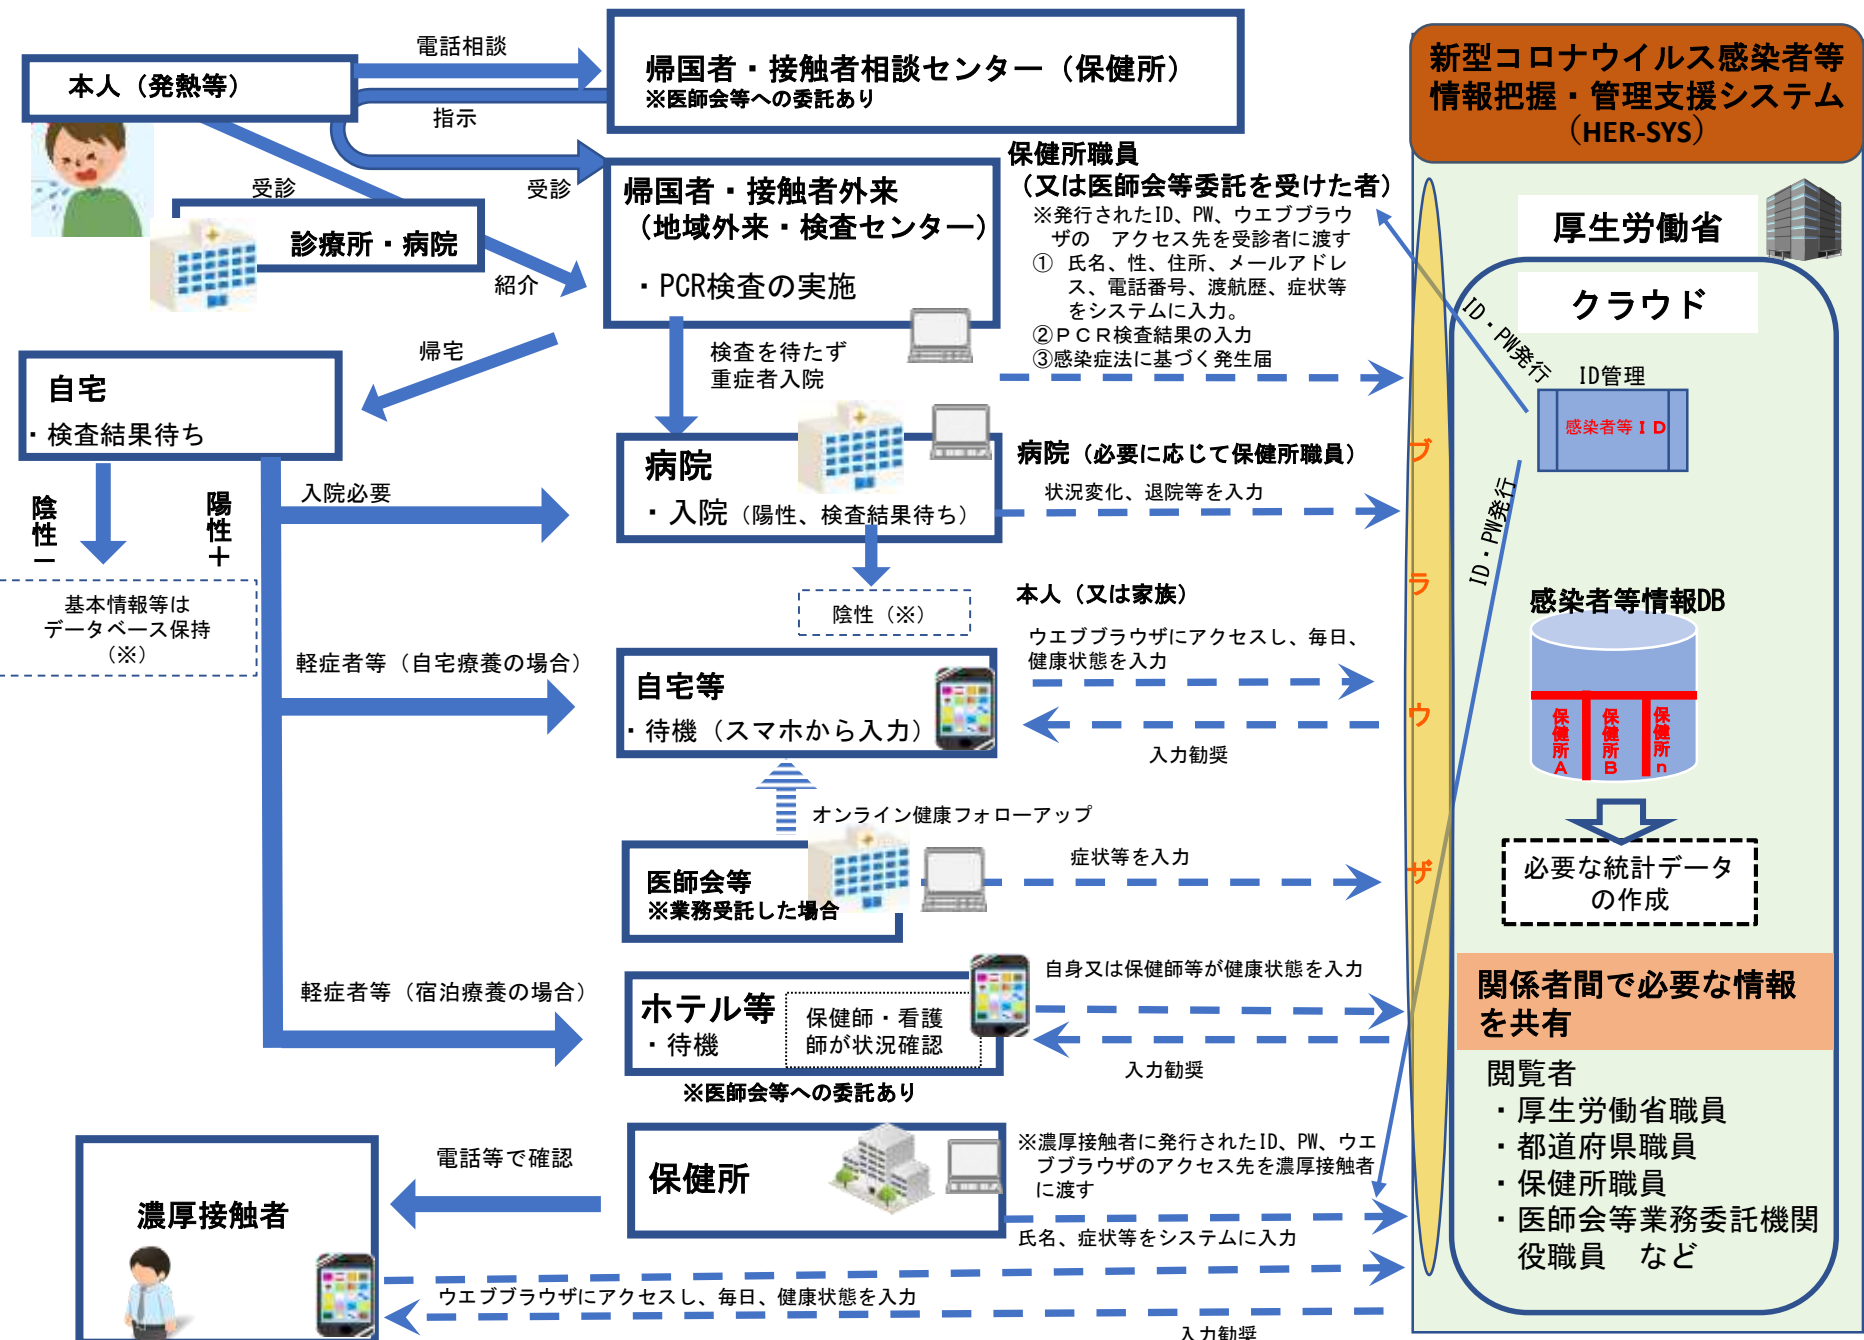 電話相談
本人（発熱等）
帰国者・接触者相談センター（保健所）
※医師会等への委託あり
指示
受診
受診
診療所・病院
紹介
帰国者・接触者外来
（地域外来・検査センター）
・PCR検査の実施
保健所職員
（又は医師会等委託を受けた者）
※発行されたID、PW、ウエブブラウ
ザの　アクセス先を受診者に渡す
①　氏名、性、住所、メールアドレ
ス、電話番号、渡航歴、症状等
をシステムに入力。
②ＰＣＲ検査結果の入力
③感染症法に基づく発生届
検査を待たず
重症者入院
帰宅
自宅
・検査結果待ち
陰性－
陽性＋
入院必要
基本情報等は
データベース保持
（※）
病院
・入院（陽性、検査結果待ち）
陰性（※）
病院（必要に応じて保健所職員）
状況変化、退院等を入力
軽症者等（自宅療養の場合）
自宅等
・待機（スマホから入力）
本人（又は家族）
ウエブブラウザにアクセスし、毎日、
健康状態を入力
入力勧奨
オンライン健康フォローアップ
医師会等
※業務受託した場合
症状等を入力
軽症者等（宿泊療養の場合）
ホテル等
・待機
保健師・看護
師が状況確認
※医師会等への委託あり
自身又は保健師等が健康状態を入力
入力勧奨
電話等で確認
濃厚接触者
保健所
※濃厚接触者に発行されたID、PW、ウエ
ブブラウザのアクセス先を濃厚接触者
に渡す
氏名、症状等をシステムに入力
ウエブブラウザにアクセスし、毎日、健康状態を入力
入力勧奨
新型コロナウイルス感染者等
情報把握・管理支援システム
（HER-SYS）
ブラウザ
厚生労働省
クラウド
ID・PW発行
ID管理
感染者等ＩＤ
ID・PW発行
感染者等情報DB
保健所A
保健所B
保健所n
必要な統計データ
の作成
関係者間で必要な情報
を共有
閲覧者
・厚生労働省職員
・都道府県職員
・保健所職員
・医師会等業務委託機関
役職員　など